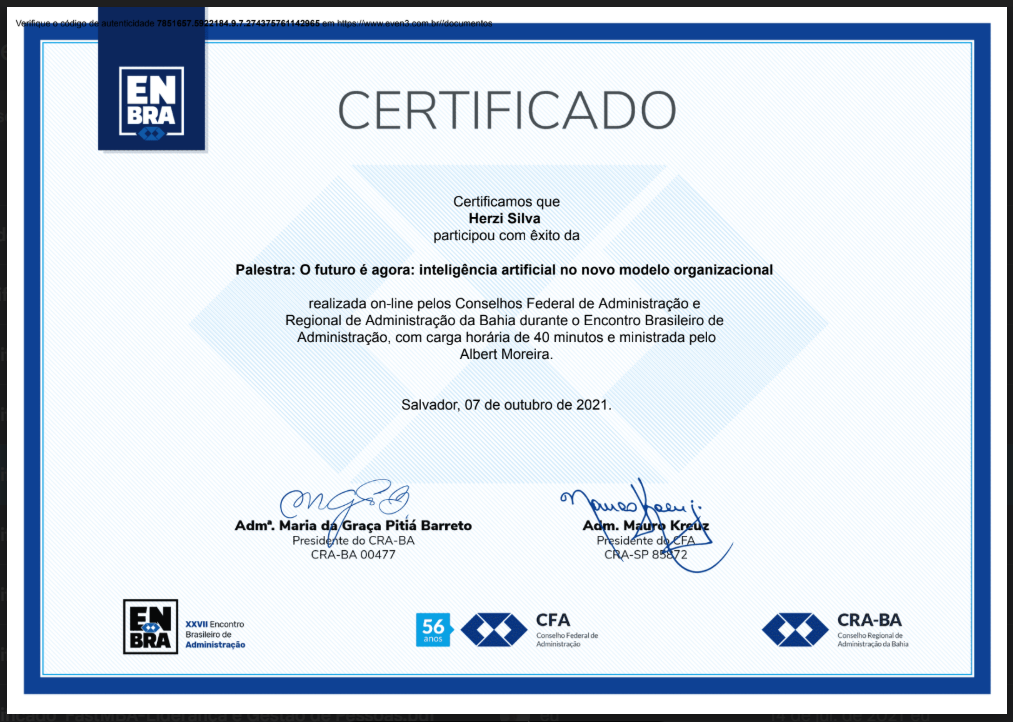 Verifique o código de autenticidade 7851657.5922184.9.7.274375761142965 em https://www.even3.com.br//documentos
EN
BRA
CERTIFICADO
Certificamos que
Herzi Silva
participou com êxito da
Palestra: O futuro é agora: inteligência artificial no novo modelo organizacional
realizada on-line pelos Conselhos Federal de Administração e
Regional de Administração da Bahia durante o Encontro Brasileiro de
Administração, com carga horária de 40 minutos e ministrada pelo
Albert Moreira.
Salvador, 07 de outubro de 2021.
Admª. Maria da Graça Pitiá Barreto
Presidente do CRA-BA
CRA-BA 00477
Adm. Mauro Kreuz
Presidente do CFA
CRA-SP 85872
EN
BRA
XXVII Encontro
Brasileiro de
Administração
56
anos
CFA
Conselho Federal de
Administração
CRA-BA
Conselho Regional de
Administração da Bahia